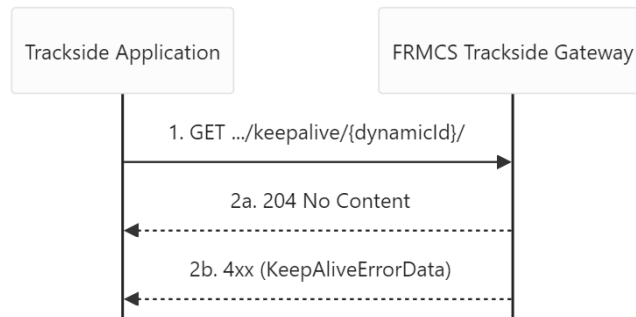 Trackside Application
FRMCS Trackside Gateway
1. GET .../keepalive/{dynamicId}/
2a. 204 No Content
2b. 4xx (KeepAliveErrorData)